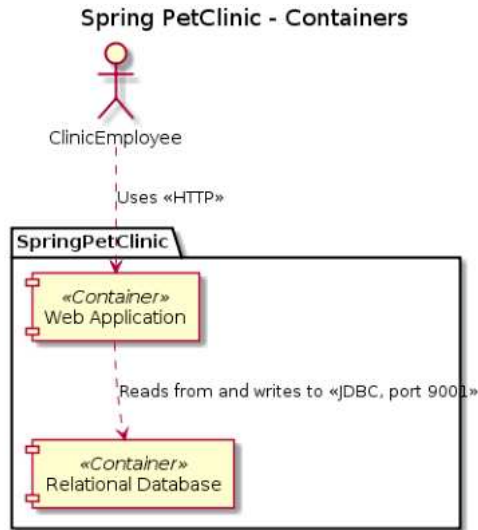 Spring PetClinic - Containers
ClinicEmployee
Uses «HTTP»
SpringPetClinic
«Container»
Web Application
Reads from and writes to «JDBC, port 9001»
«Container»
Relational Database